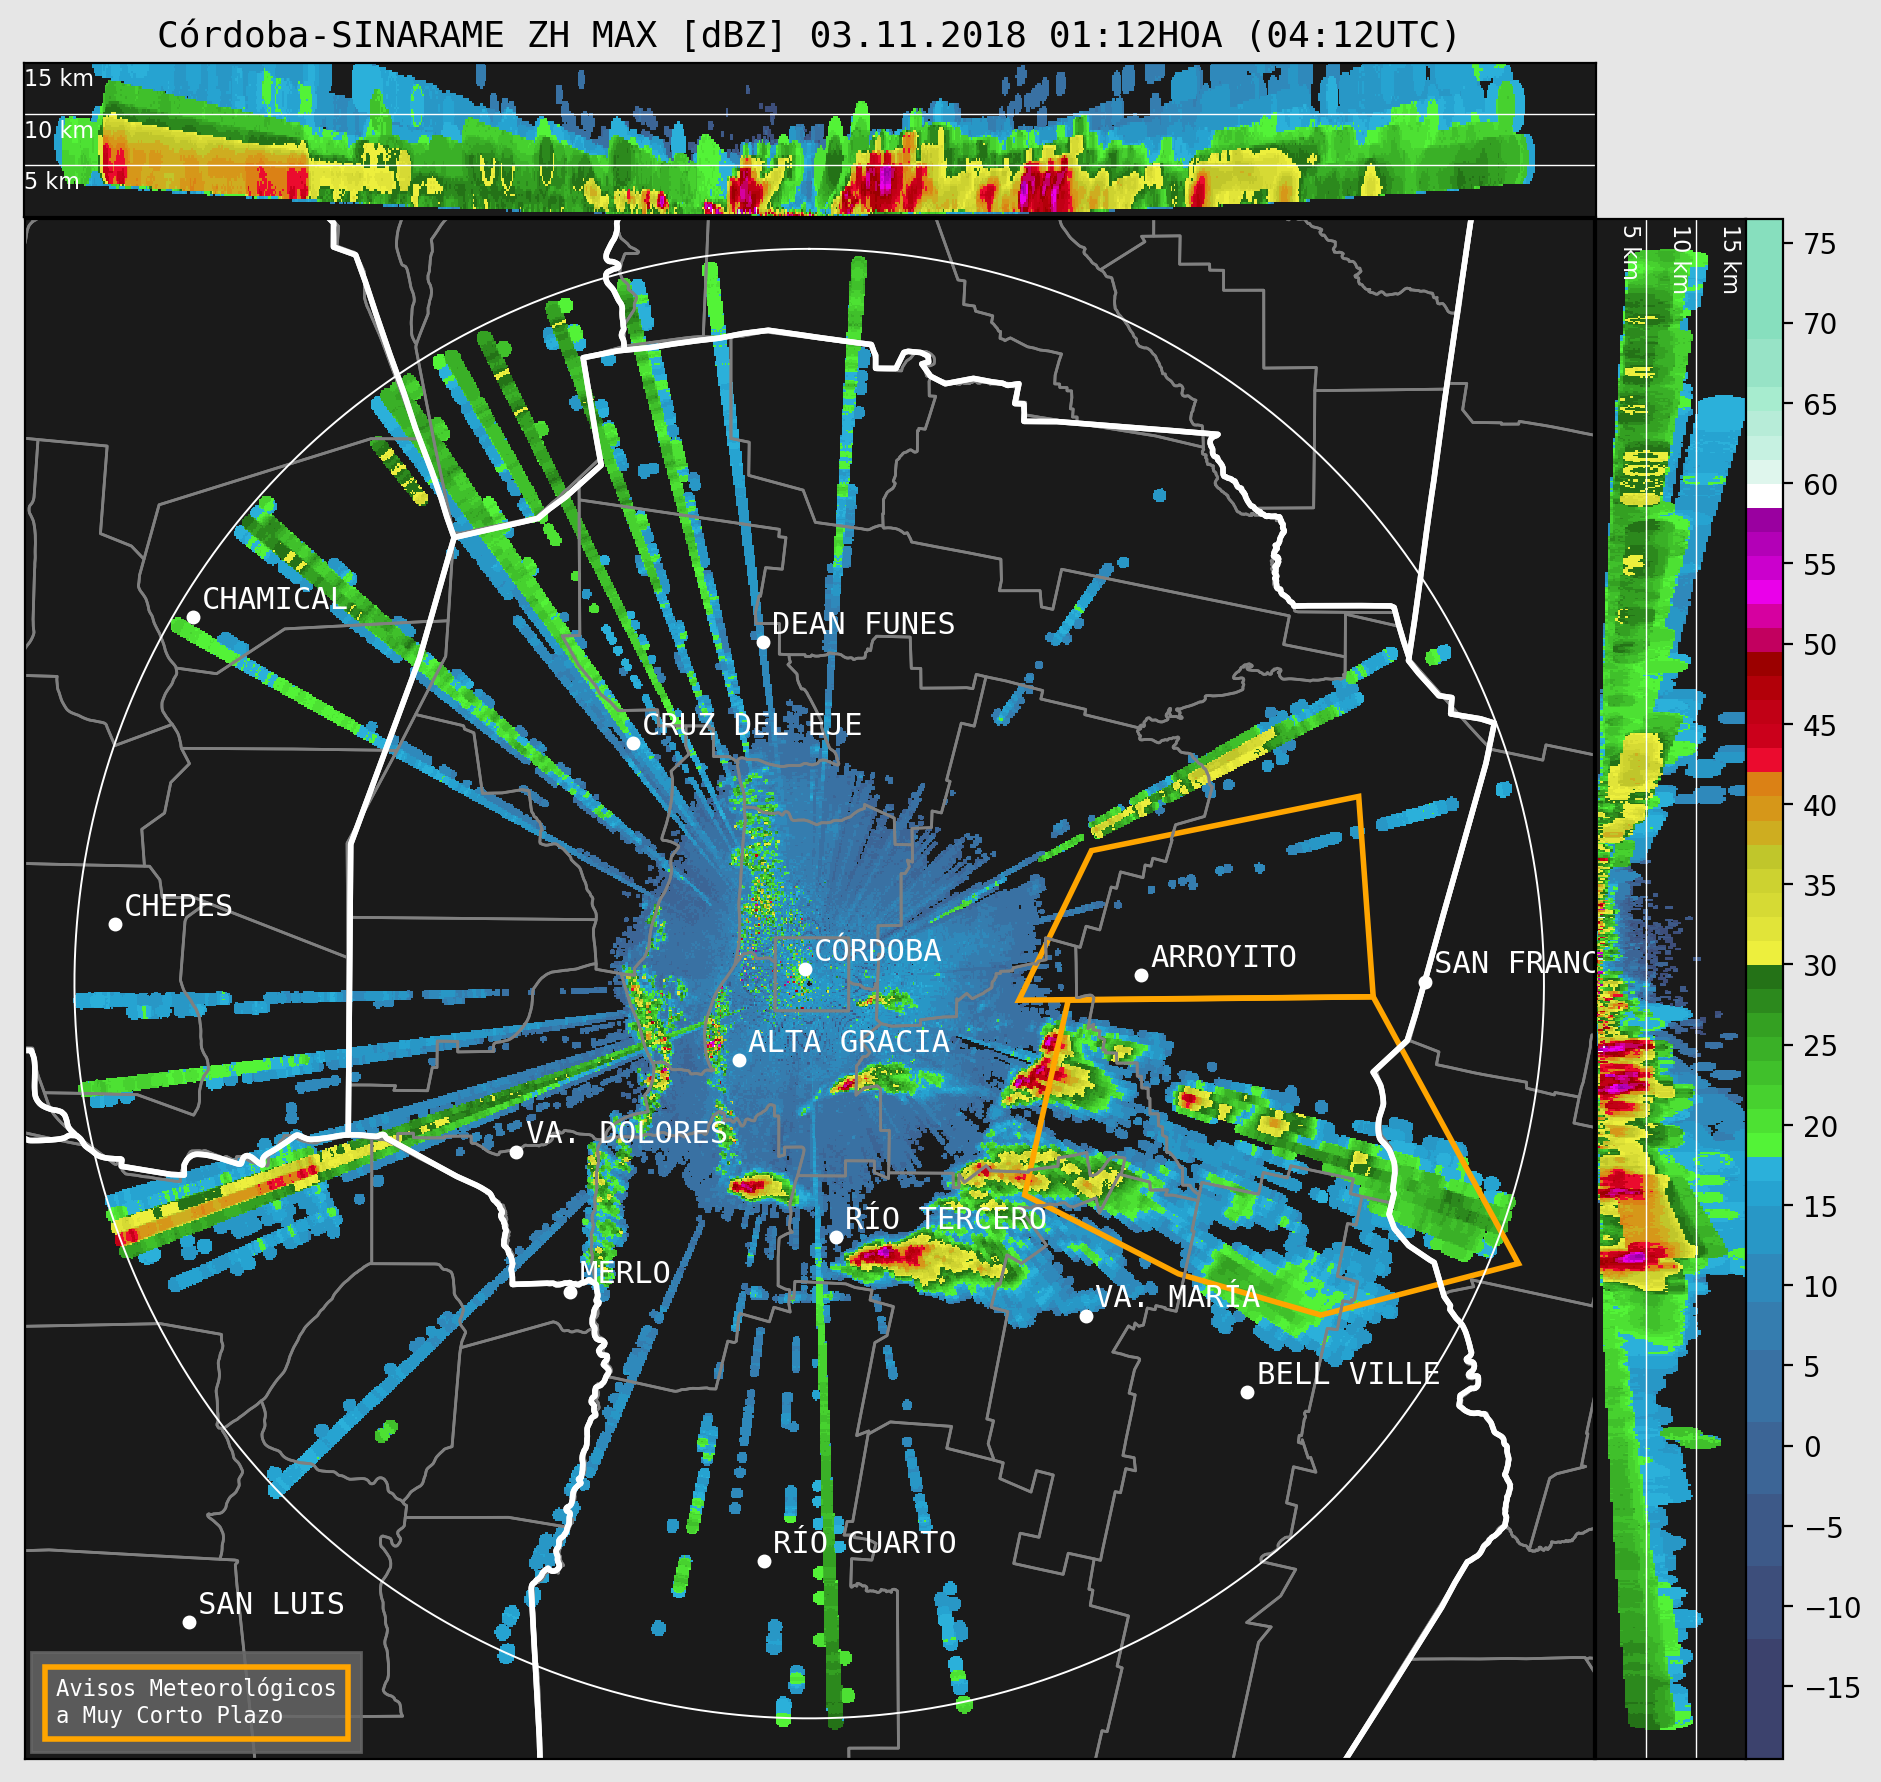 Córdoba-SINARAME ZH MAX [dBZ] 03.11.2018 01:12HOA (04:12UTC)
15 km
10 km
5 km
5 km
10 km
15 km
75
70
65
60
55
50
45
40
35
30
25
20
15
10
5
0
−5
−10
−15
CHAMICAL
DEAN FUNES
CRUZ DEL EJE
CHEPES
CÓRDOBA
ARROYITO
SAN FRANC
ALTA GRACIA
VA. DOLORES
RÍO TERCERO
MERLO
VA. MARÍA
BELL VILLE
RÍO CUARTO
SAN LUIS
Avisos Meteorológicos
a Muy Corto Plazo